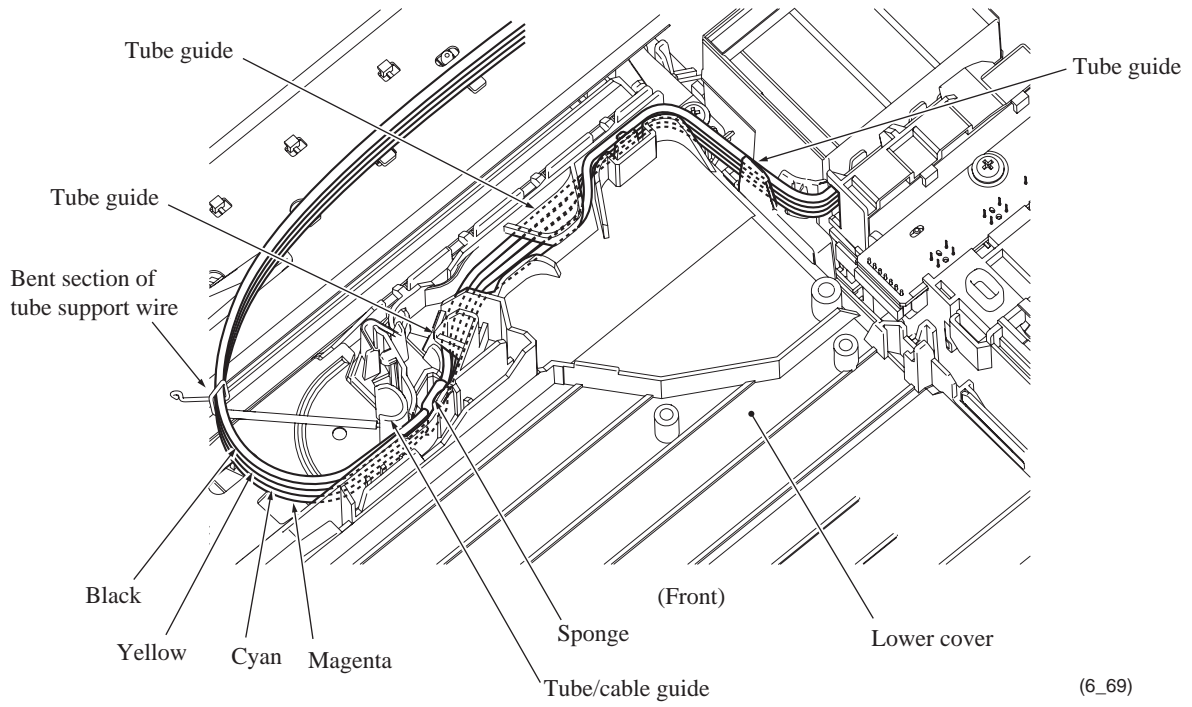 Tube guide
Tube guide
Tube guide
Bent section of
tube support wire
Black
Yellow
Cyan
Magenta
Sponge
Tube/cable guide
(Front)
Lower cover
(6_69)